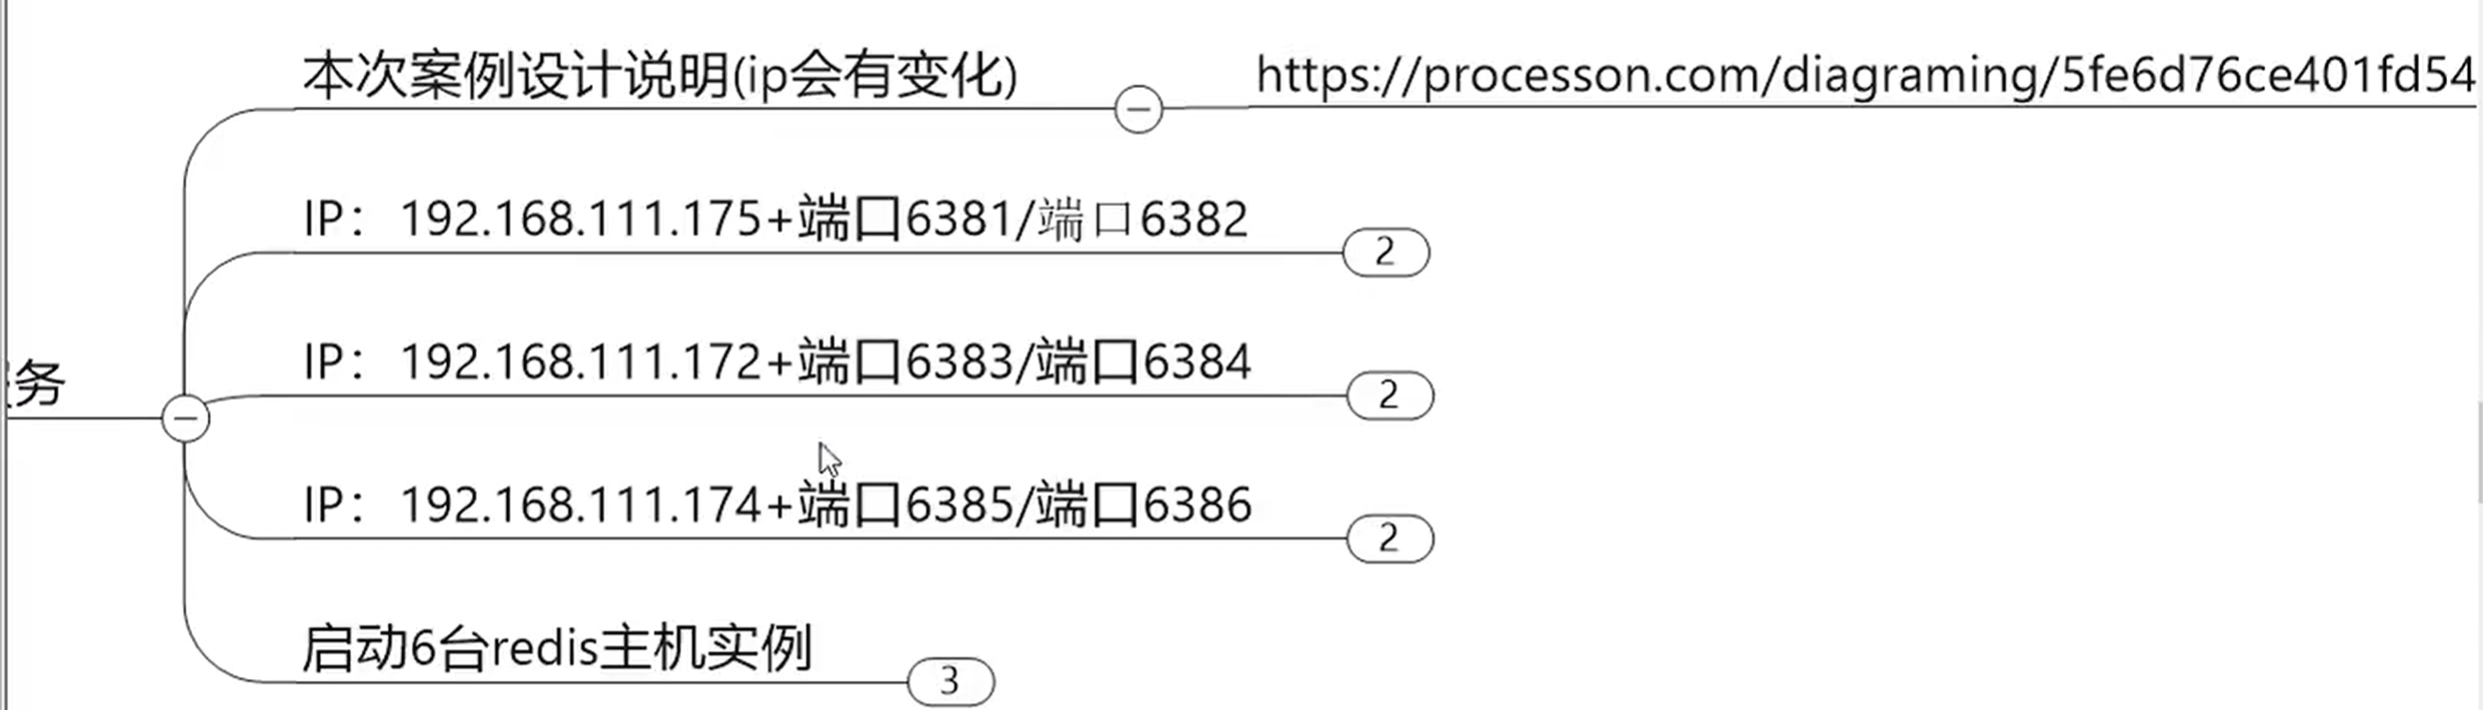 本次案例设计说明(ip会有变化)
https://processon.com/diagraming/5fe6d76ce401fd54
IP：192.168.111.175+端口6381/端口6382
2
IP：192.168.111.172+端口6383/端口6384
2
务
IP：192.168.111.174+端口6385/端口6386
2
启动6台redis主机实例
3